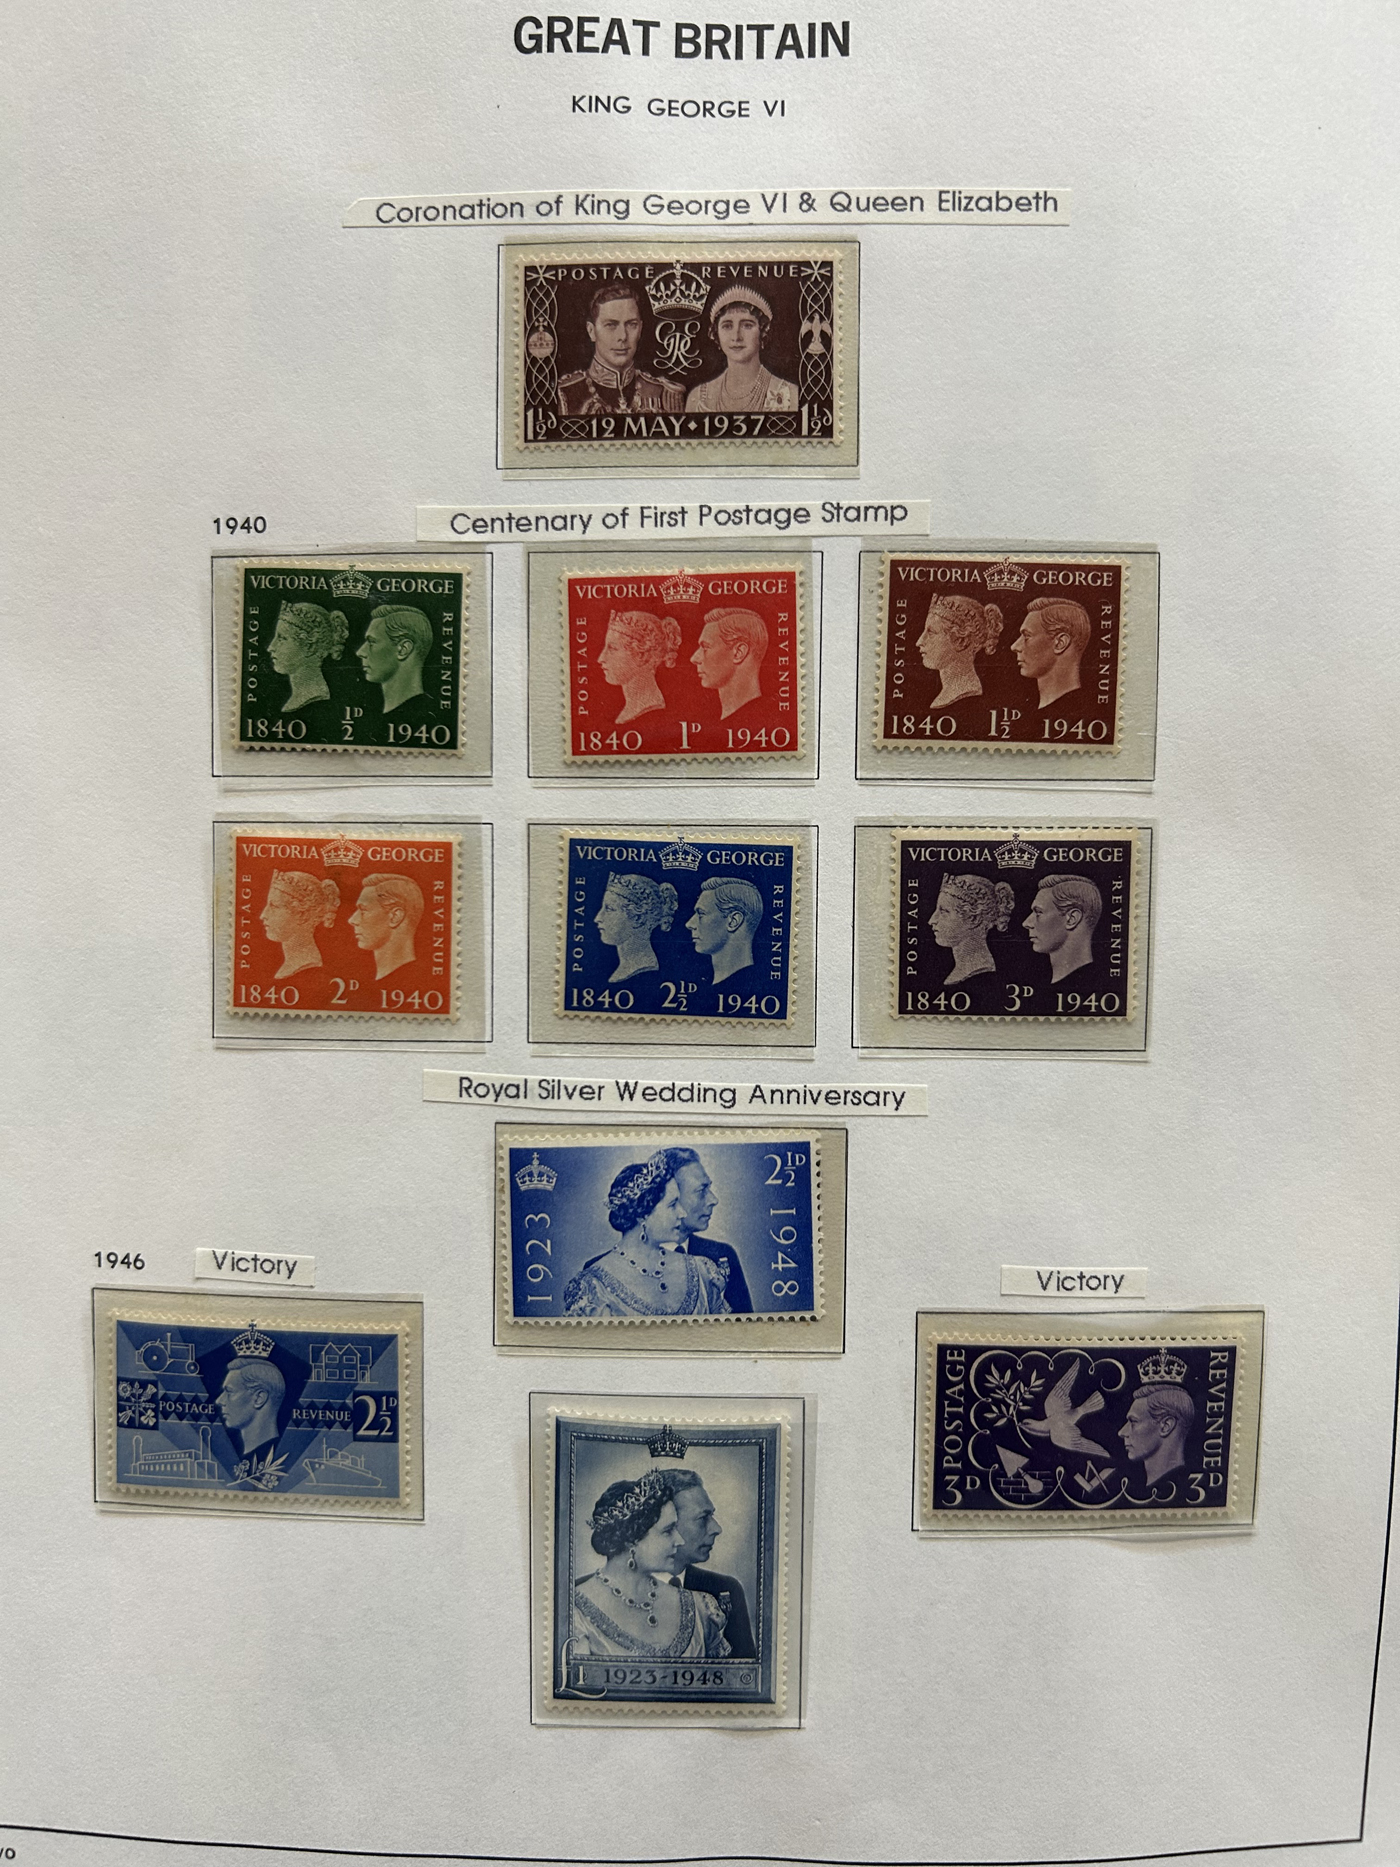 GREAT BRITAIN
KING GEORGE VI
Coronation of King George VI & Queen Elizabeth
POSTAGE REVENUE
GRE
1½d 12 MAY • 1937 1½d
1940 Centenary of First Postage Stamp
VICTORIA GEORGE
POSTAGE REVENUE
1840 ½D 1940
VICTORIA GEORGE
POSTAGE REVENUE
1840 1D 1940
VICTORIA GEORGE
POSTAGE REVENUE
1840 1½D 1940
VICTORIA GEORGE
POSTAGE REVENUE
1840 2D 1940
VICTORIA GEORGE
POSTAGE REVENUE
1840 2½D 1940
VICTORIA GEORGE
POSTAGE REVENUE
1840 3D 1940
Royal Silver Wedding Anniversary
2½D
1923 1948
1946 Victory
POSTAGE REVENUE 2½D
Victory
POSTAGE REVENUE
3D 3D
£1 1923-1948